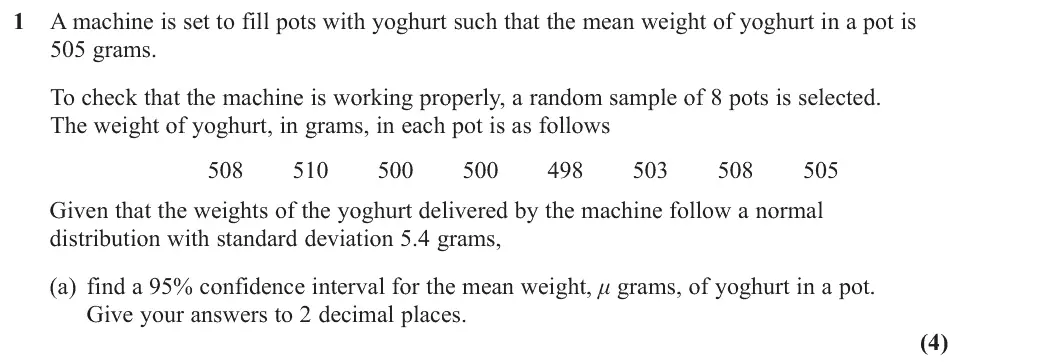 1 A machine is set to fill pots with yoghurt such that the mean weight of yoghurt in a pot is
505 grams.
To check that the machine is working properly, a random sample of 8 pots is selected.
The weight of yoghurt, in grams, in each pot is as follows
508 510 500 500 498 503 508 505
Given that the weights of the yoghurt delivered by the machine follow a normal
distribution with standard deviation 5.4 grams,
(a) find a 95% confidence interval for the mean weight, μ grams, of yoghurt in a pot.
Give your answers to 2 decimal places.
(4)